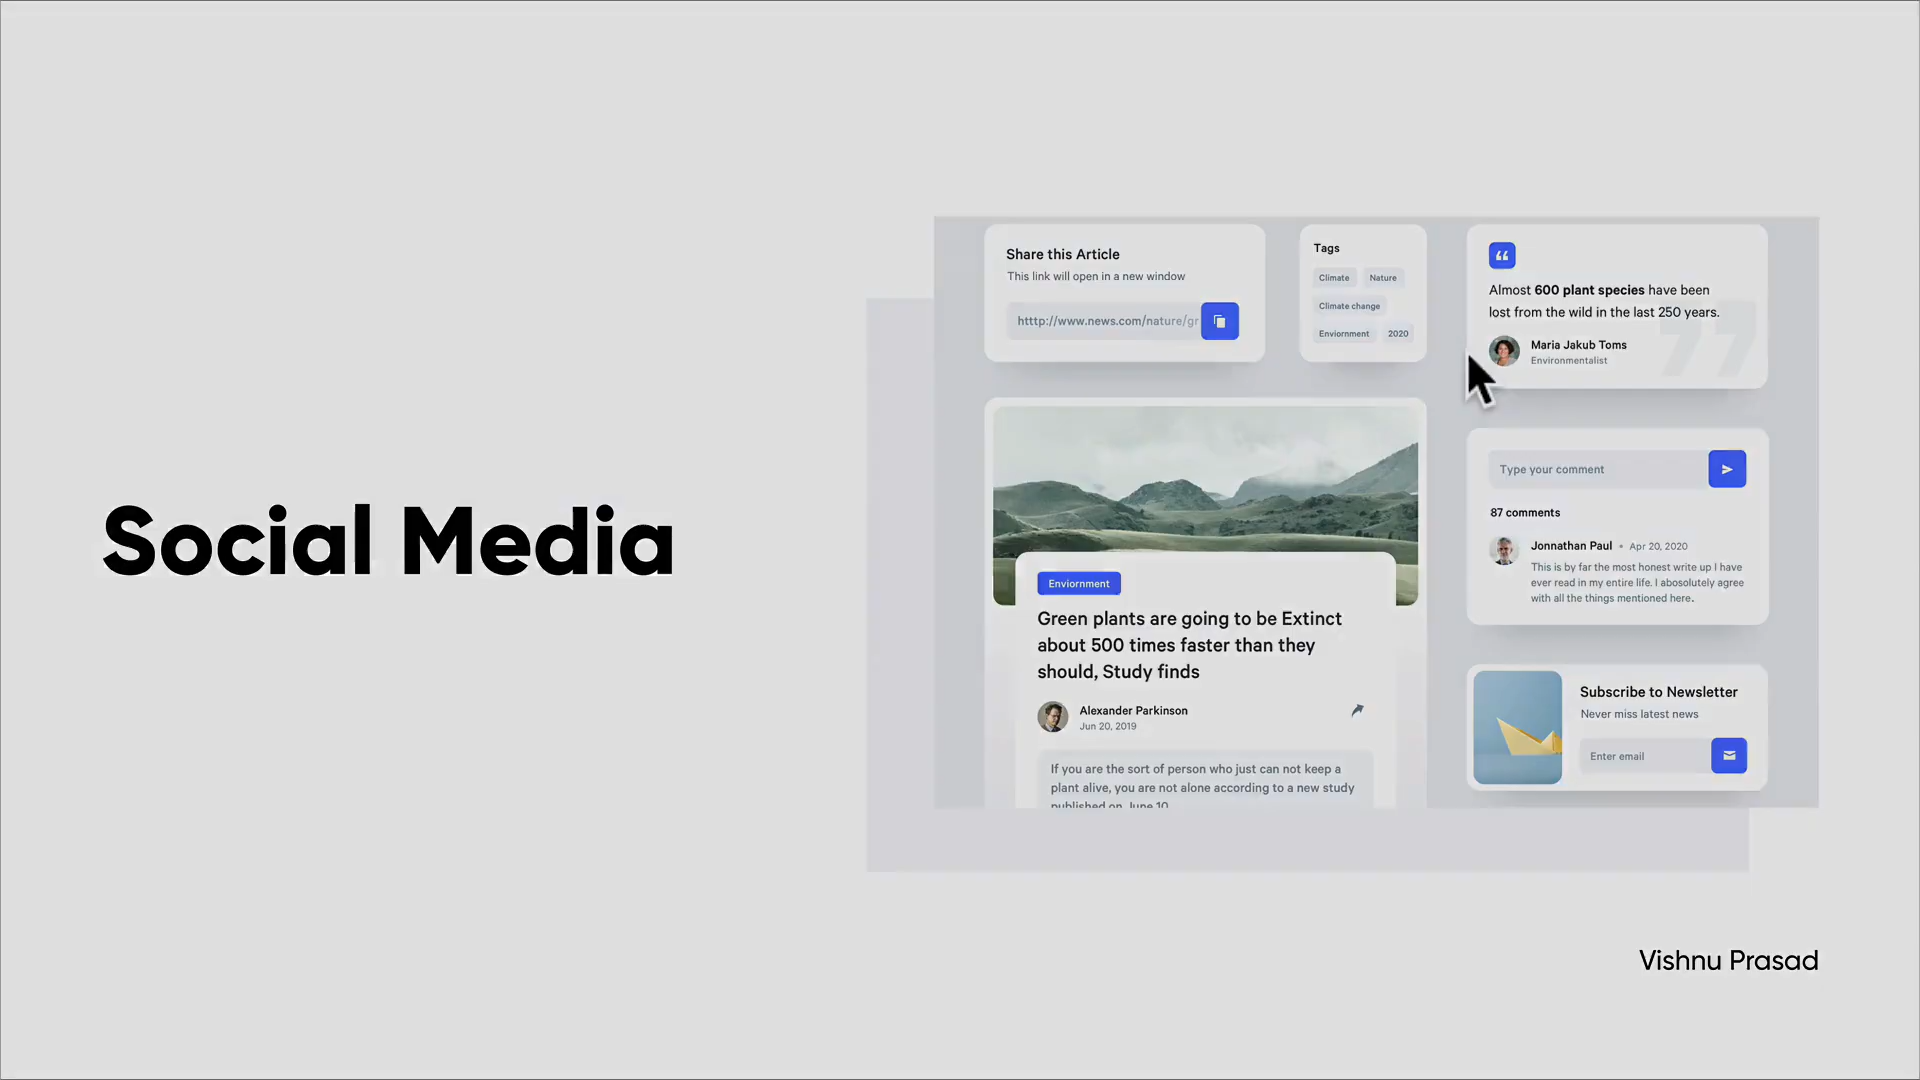 Social Media
Share this Article
This link will open in a new window
htttp://www.news.com/nature/gr
Tags
Climate Nature
Climate change
Enviornment 2020
Almost 600 plant species have been
lost from the wild in the last 250 years.
Maria Jakub Toms
Environmentalist
Type your comment
87 comments
Jonnathan Paul • Apr 20, 2020
This is by far the most honest write up I have
ever read in my entire life. I abosolutely agree
with all the things mentioned here.
Enviornment
Green plants are going to be Extinct
about 500 times faster than they
should, Study finds
Alexander Parkinson
Jun 20, 2019
If you are the sort of person who just can not keep a
plant alive, you are not alone according to a new study
published on June 10
Subscribe to Newsletter
Never miss latest news
Enter email
Vishnu Prasad